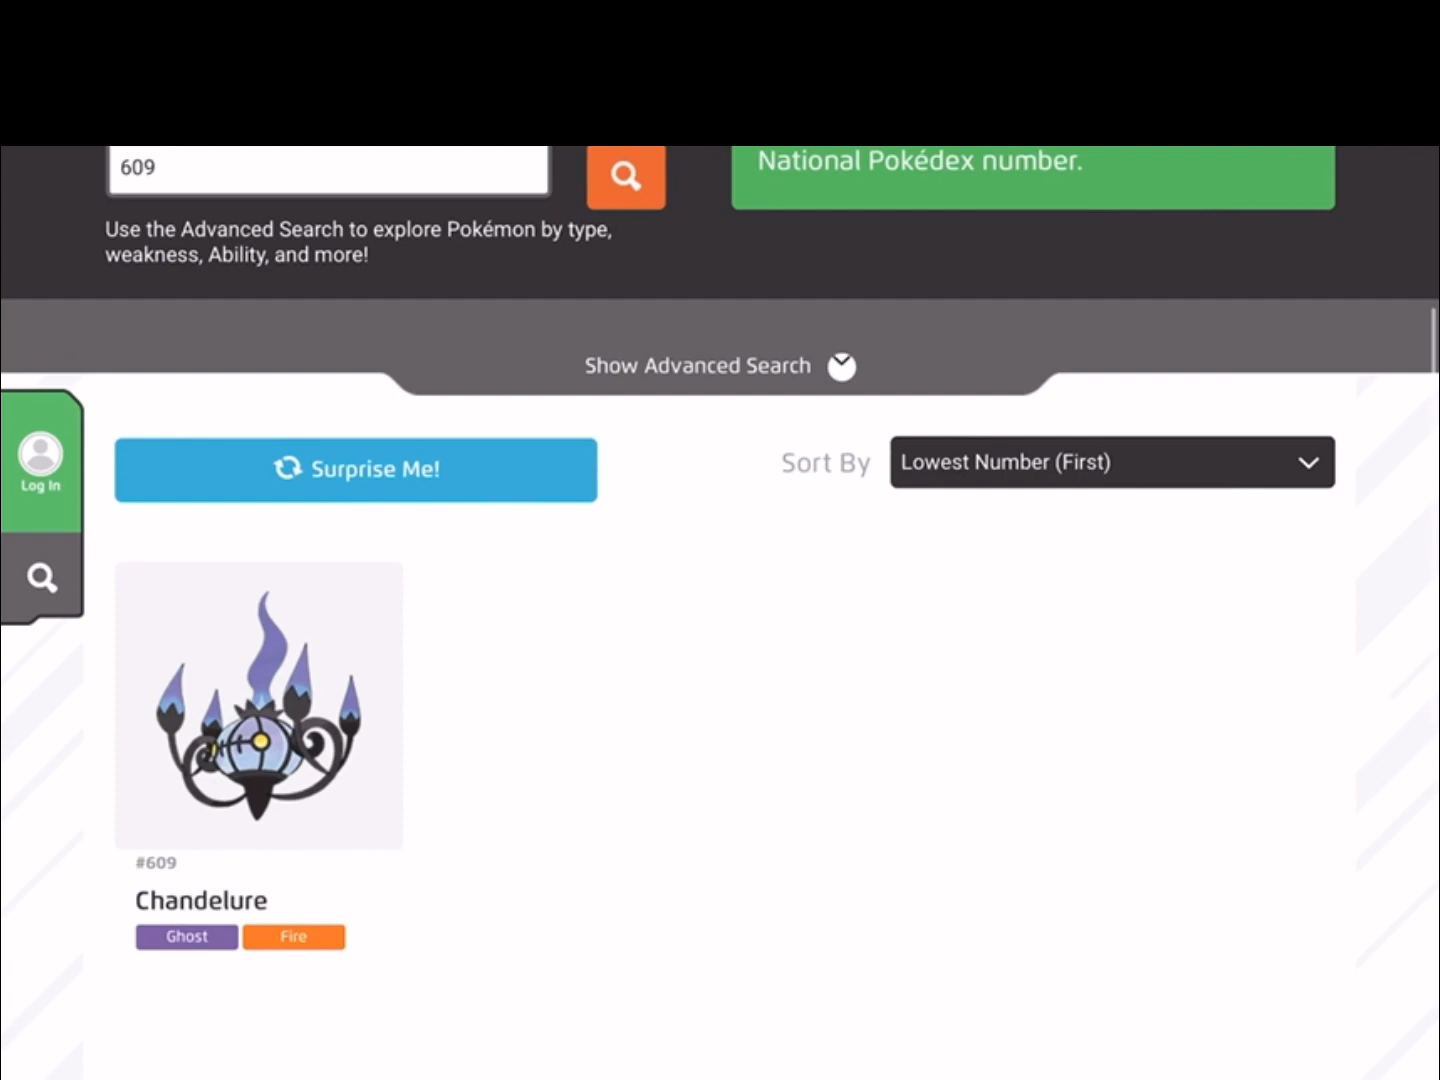 609
National Pokédex number.
Use the Advanced Search to explore Pokémon by type,
weakness, Ability, and more!
Show Advanced Search
Log In
Surprise Me!
Sort By
Lowest Number (First)
#609
Chandelure
Ghost
Fire